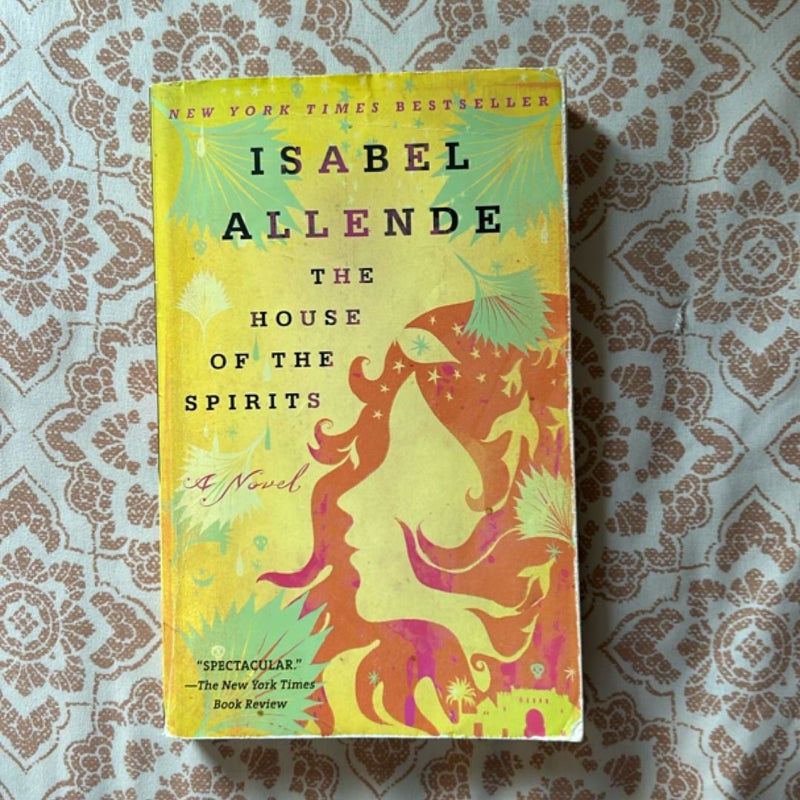 NEW YORK TIMES BESTSELLER
ISABEL
ALLENDE
THE
HOUSE
OF THE
SPIRITS
A Novel
“SPECTACULAR.”
—The New York Times
Book Review